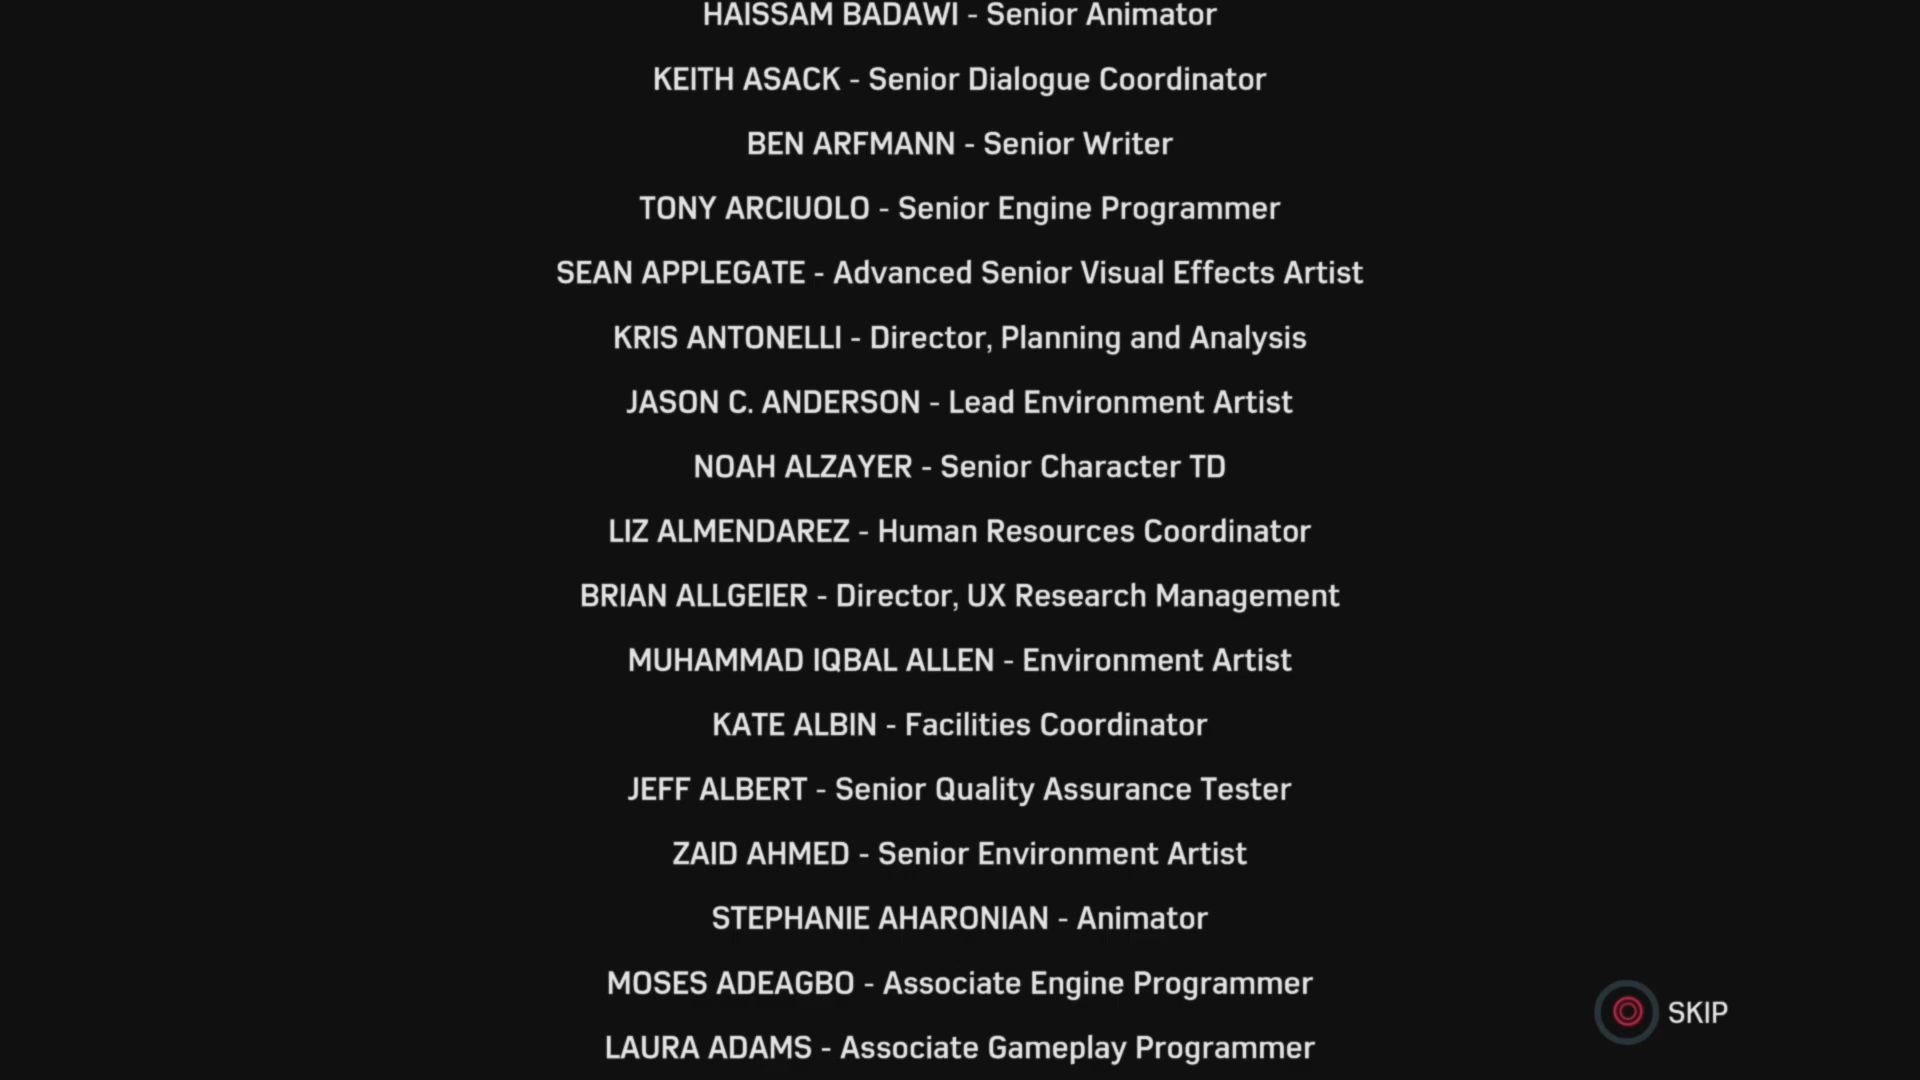 HAISSAM BADAWI - Senior Animator
KEITH ASACK - Senior Dialogue Coordinator
BEN ARFMANN - Senior Writer
TONY ARCIUOLO - Senior Engine Programmer
SEAN APPLEGATE - Advanced Senior Visual Effects Artist
KRIS ANTONELLI - Director, Planning and Analysis
JASON C. ANDERSON - Lead Environment Artist
NOAH ALZAYER - Senior Character TD
LIZ ALMENDAREZ - Human Resources Coordinator
BRIAN ALLGEIER - Director, UX Research Management
MUHAMMAD IQBAL ALLEN - Environment Artist
KATE ALBIN - Facilities Coordinator
JEFF ALBERT - Senior Quality Assurance Tester
ZAID AHMED - Senior Environment Artist
STEPHANIE AHARONIAN - Animator
MOSES ADEAGBO - Associate Engine Programmer
SKIP
LAURA ADAMS - Associate Gameplay Programmer